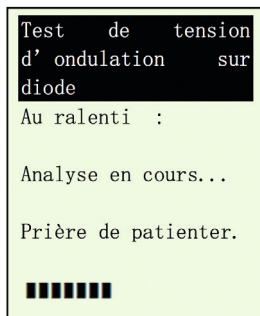 Test de tension
d'ondulation sur
diode
Au ralenti :
Analyse en cours...
Prière de patienter.